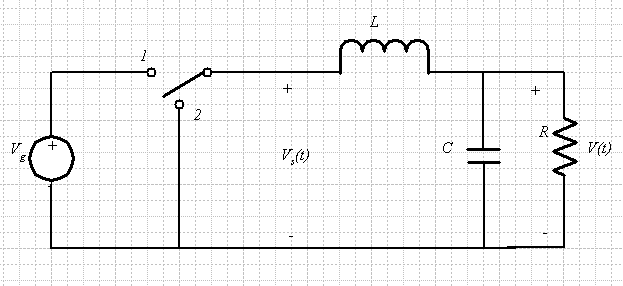 L
1
+
+
2
V_g
+
R
C
V_s(t)
V(t)
-
-
-